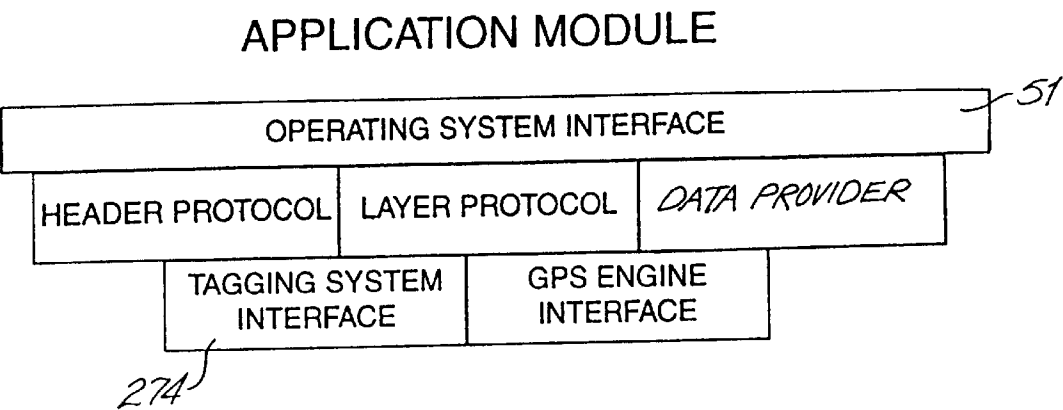 APPLICATION MODULE
51
OPERATING SYSTEM INTERFACE
HEADER PROTOCOL
LAYER PROTOCOL
DATA PROVIDER
TAGGING SYSTEM
INTERFACE
GPS ENGINE
INTERFACE
274